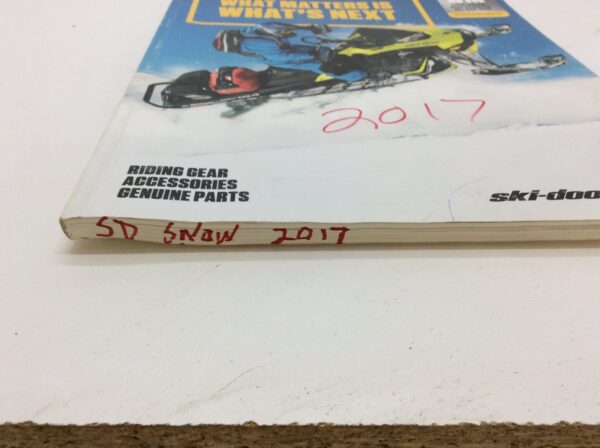 WHAT MATTERS IS
WHAT'S NEXT
2017
RIDING GEAR
ACCESSORIES
GENUINE PARTS
ski-doo
SD SNOW 2017